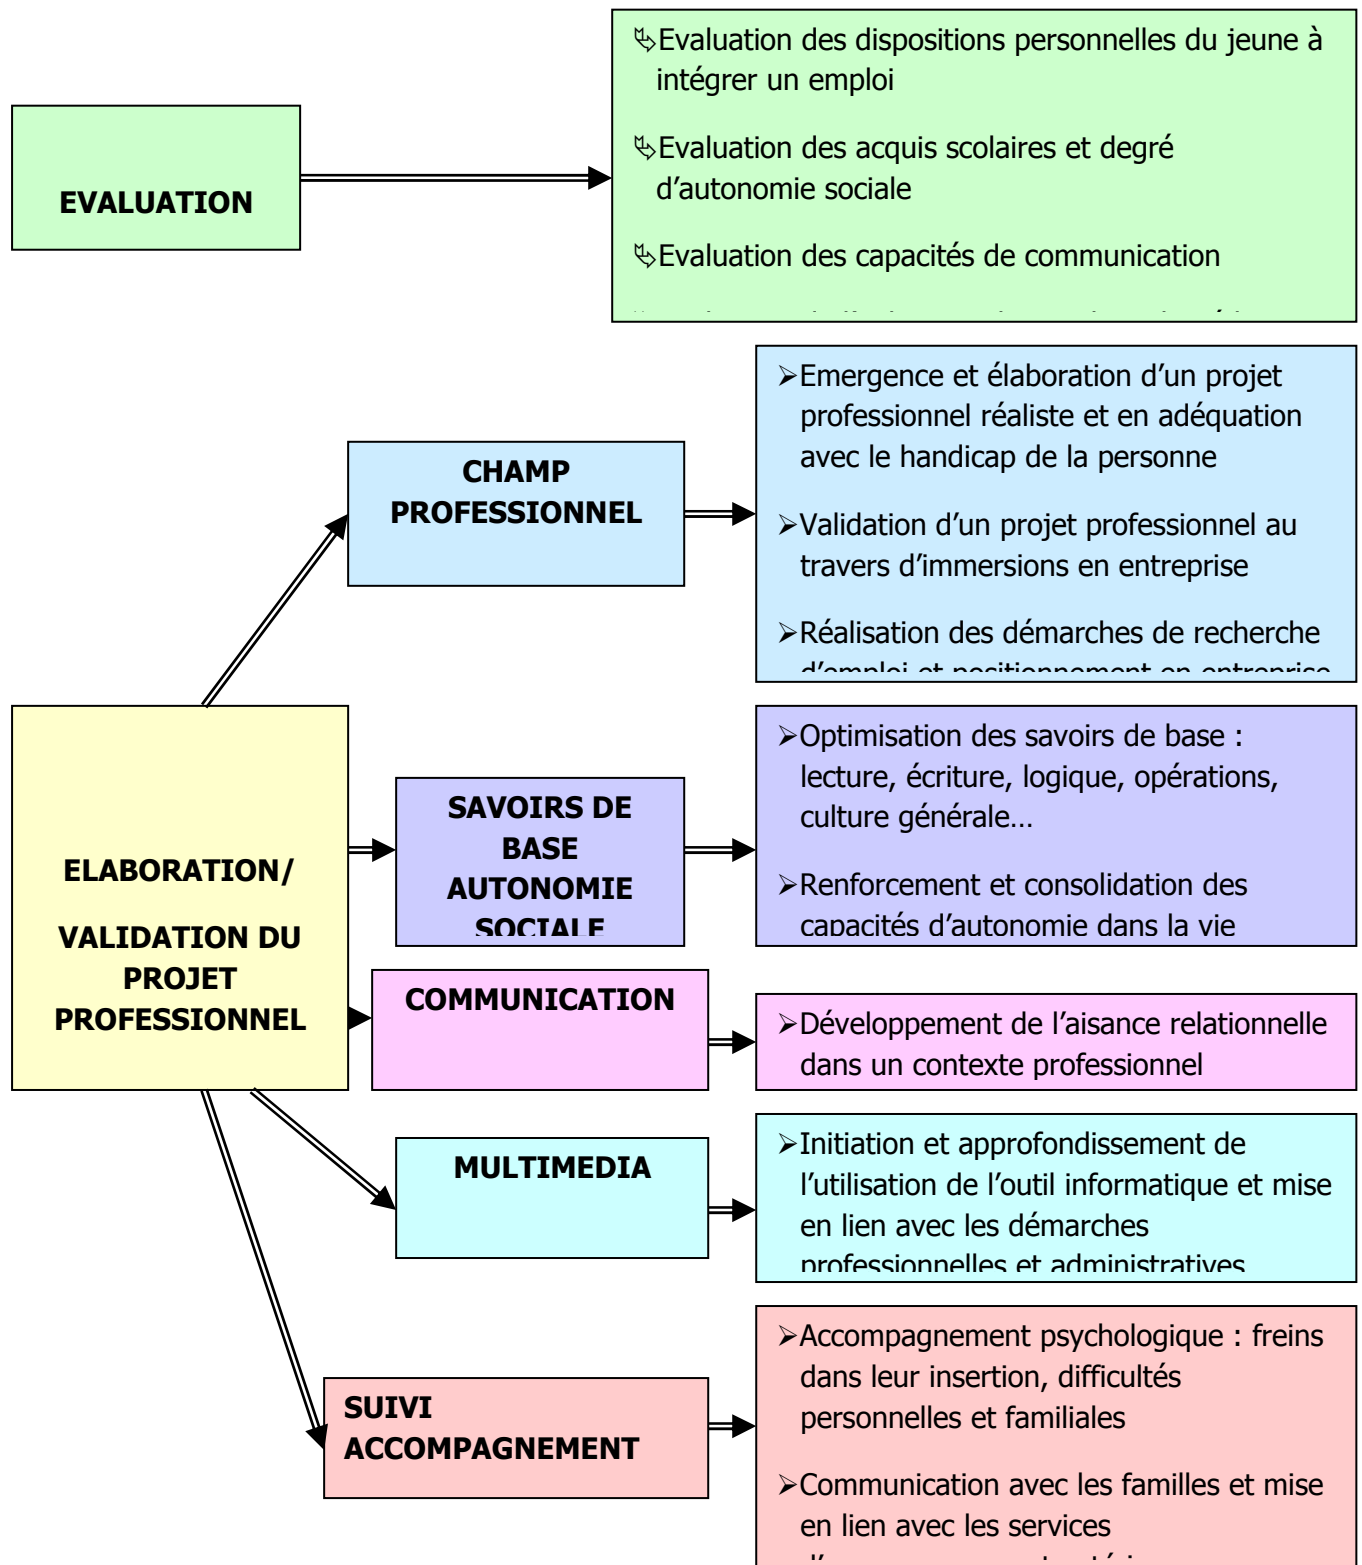 EVALUATION
Evaluation des dispositions personnelles du jeune à
intégrer un emploi
Evaluation des acquis scolaires et degré
d’autonomie sociale
Evaluation des capacités de communication
ELABORATION/
VALIDATION DU
PROJET
PROFESSIONNEL
CHAMP
PROFESSIONNEL
➢Emergence et élaboration d’un projet
professionnel réaliste et en adéquation
avec le handicap de la personne
➢Validation d’un projet professionnel au
travers d’immersions en entreprise
➢Réalisation des démarches de recherche
d’emploi et positionnement en entreprise
SAVOIRS DE
BASE
AUTONOMIE
SOCIALE
➢Optimisation des savoirs de base :
lecture, écriture, logique, opérations,
culture générale…
➢Renforcement et consolidation des
capacités d’autonomie dans la vie
COMMUNICATION
➢Développement de l’aisance relationnelle
dans un contexte professionnel
MULTIMEDIA
➢Initiation et approfondissement de
l’utilisation de l’outil informatique et mise
en lien avec les démarches
professionnelles et administratives
SUIVI
ACCOMPAGNEMENT
➢Accompagnement psychologique : freins
dans leur insertion, difficultés
personnelles et familiales
➢Communication avec les familles et mise
en lien avec les services